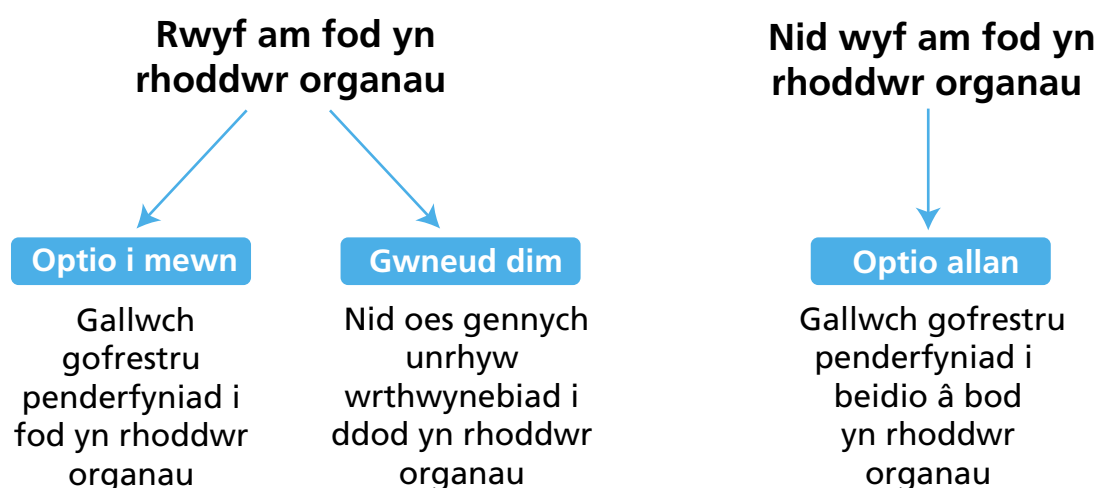 Rwyf am fod yn
rhoddwr organau
Optio i mewn
Gallwch
gofrestru
penderfyniad i
fod yn rhoddwr
organau
Gwneud dim
Nid oes gennych
unrhyw
wrthwynebiad i
ddod yn rhoddwr
organau
Nid wyf am fod yn
rhoddwr organau
Optio allan
Gallwch gofrestru
penderfyniad i
beidio â bod
yn rhoddwr
organau